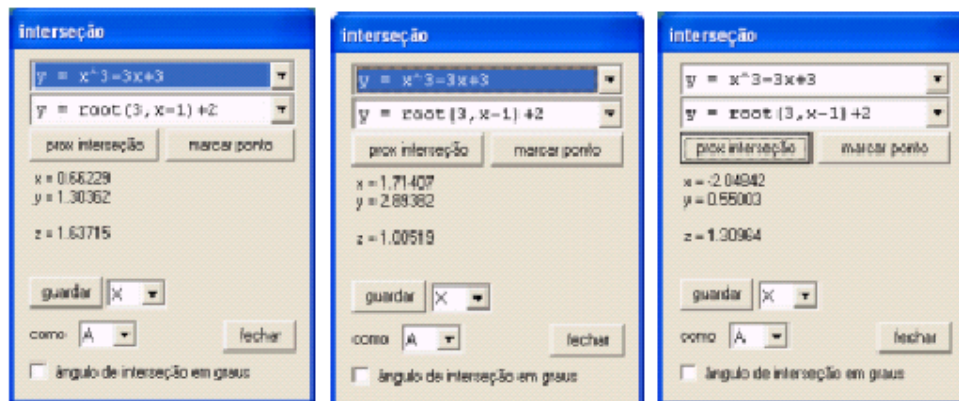 interseção
y = x^3-3x+3
y = root(3,x-1)+2
prox interseção marcar ponto
x = 0.66229
y = 1.30362
z = 1.63715
guardar X
como A fechar
ângulo de interseção em graus
interseção
y = x^3-3x+3
y = root(3,x-1)+2
prox interseção marcar ponto
x = 1.71407
y = 2.89382
z = 1.00519
guardar X
como A fechar
ângulo de interseção em graus
interseção
y = x^3-3x+3
y = root(3,x-1)+2
prox interseção marcar ponto
x = -2.04842
y = 0.55003
z = 1.30964
guardar X
como A fechar
ângulo de interseção em graus